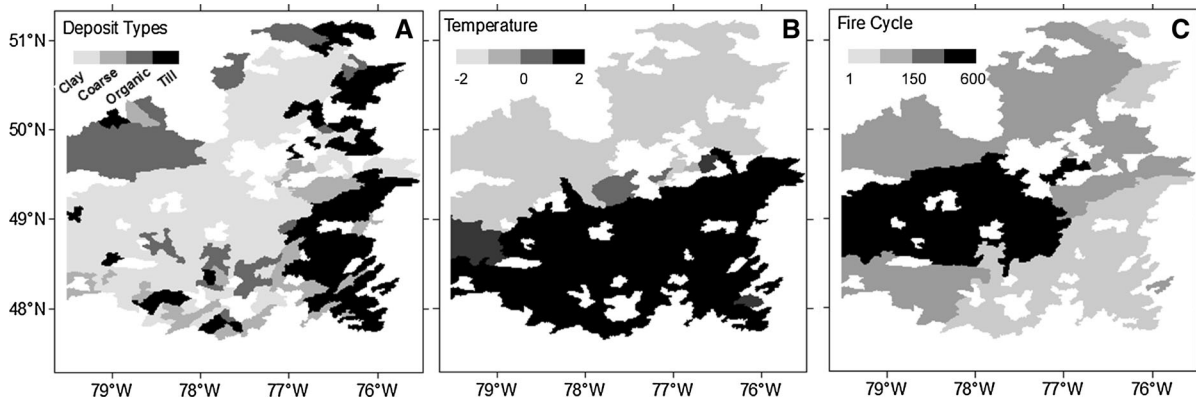 Deposit Types
A
Clay
Coarse
Organic
Till
Temperature
B
-2 0 2
Fire Cycle
C
1 150 600
51°N
50°N
49°N
48°N
79°W 78°W 77°W 76°W
79°W 78°W 77°W 76°W
79°W 78°W 77°W 76°W